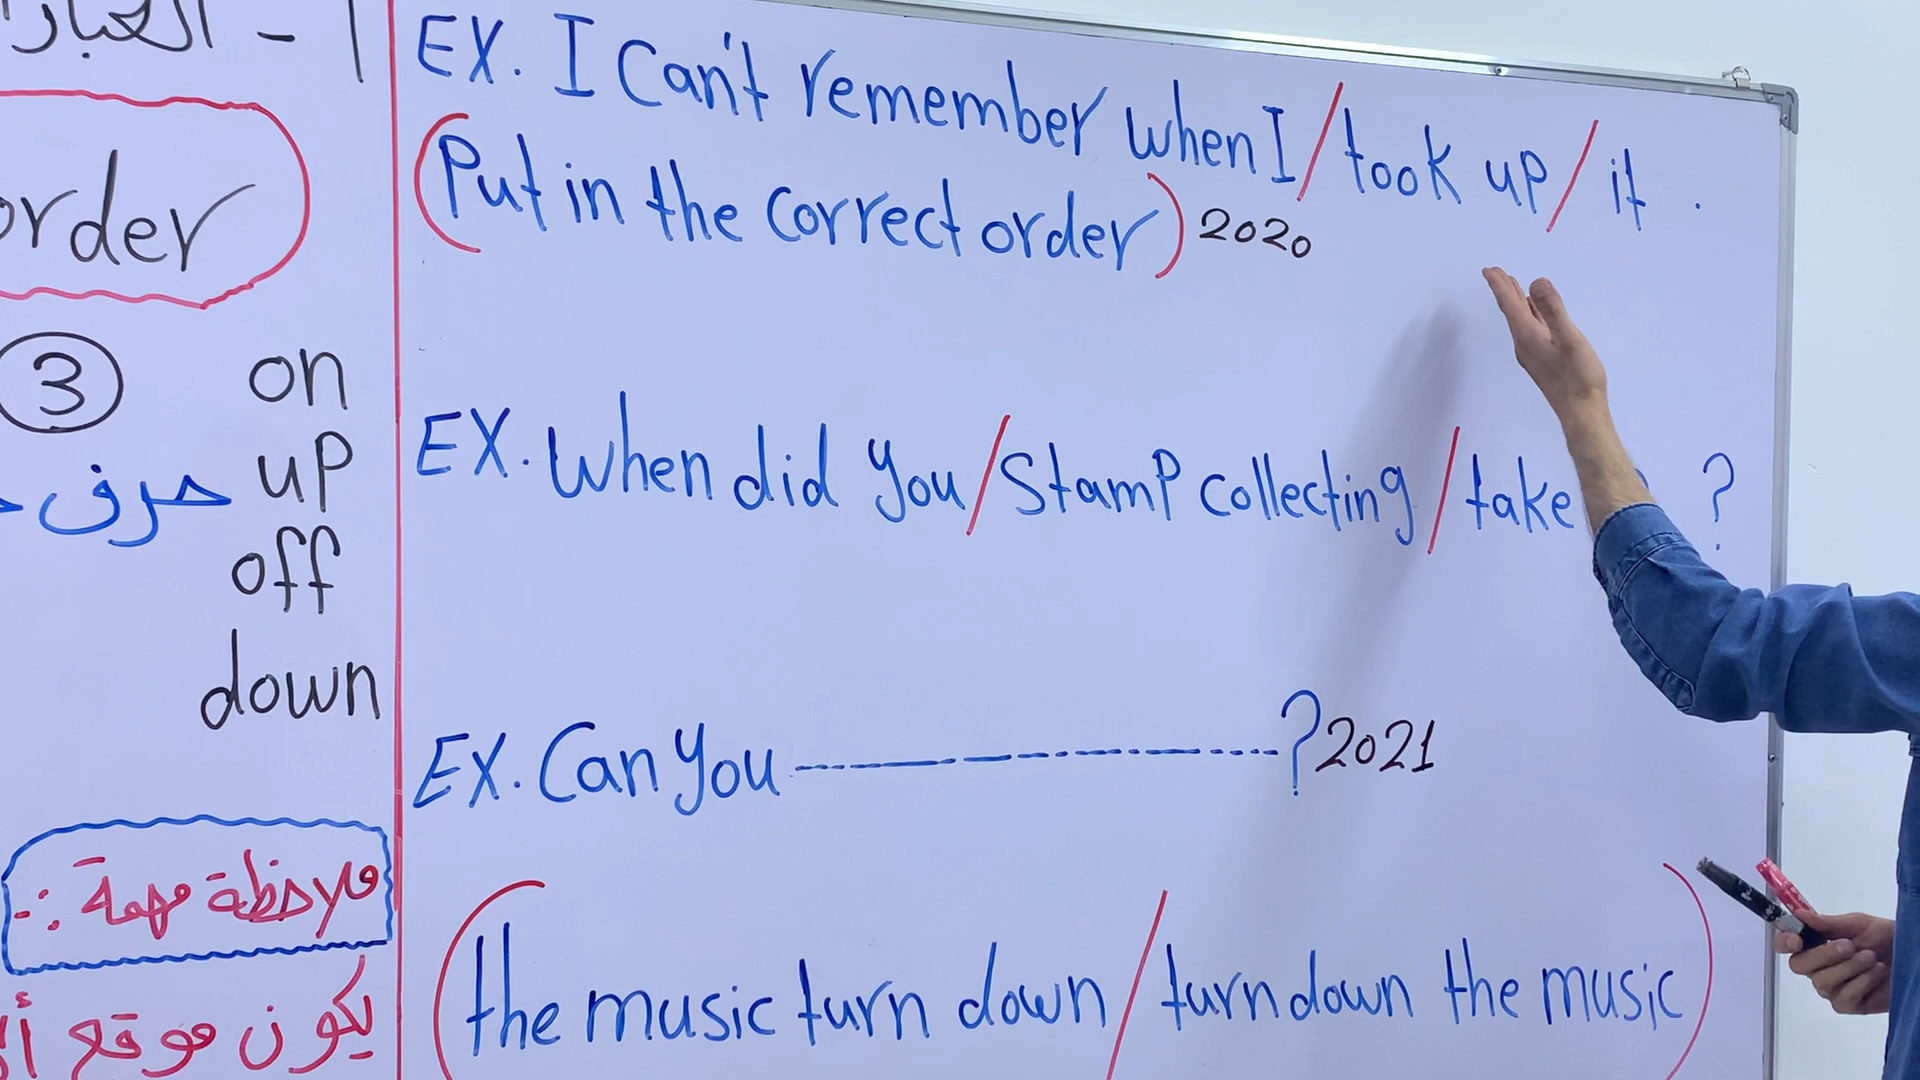 order
3 on
حرف up
off
down
ملاحظة مهمة :-
يكون موقع
EX. I can't remember when I / took up / it .
(Put in the correct order) 2020
EX. When did you / stamp collecting / take ?
EX. Can you ------------------ ? 2021
(the music turn down / turn down the music)